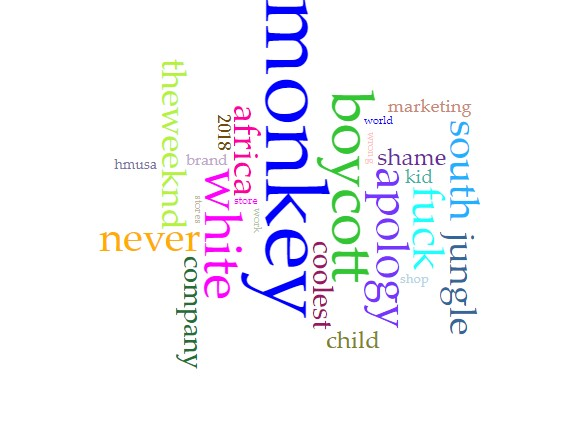 monkey
theweeknd
2018
africa
boycott
marketing
world
wrong
south
hmusa
brand
shame
kid
white
store
stores
work
apology
fuck
never
jungle
coolest
company
shop
child